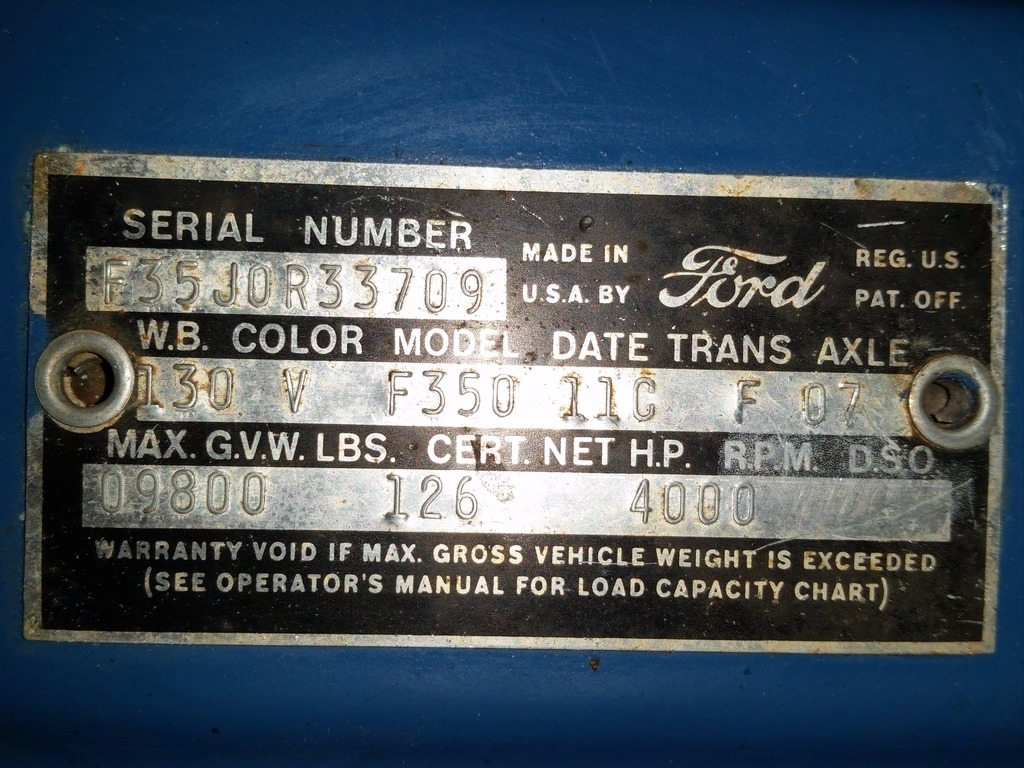 SERIAL NUMBER
MADE IN
U.S.A. BY
Ford
REG. U.S.
PAT. OFF.
F35J0R33709
W.B. COLOR MODEL DATE TRANS AXLE
130 V F350 11C F 07
MAX. G.V.W. LBS. CERT. NET H.P. R.P.M. D.S.O.
09800 126 4000
WARRANTY VOID IF MAX. GROSS VEHICLE WEIGHT IS EXCEEDED
(SEE OPERATOR'S MANUAL FOR LOAD CAPACITY CHART)